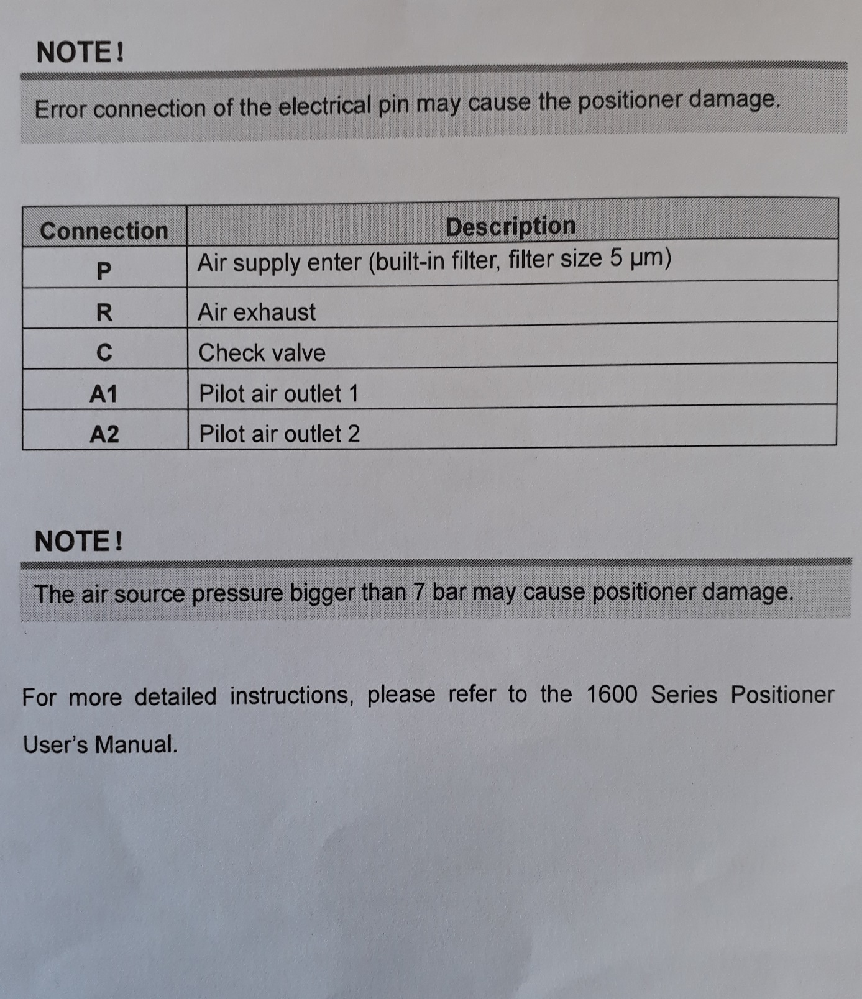 NOTE!
Error connection of the electrical pin may cause the positioner damage.
Connection Description
P Air supply enter (built-in filter, filter size 5 μm)
R Air exhaust
C Check valve
A1 Pilot air outlet 1
A2 Pilot air outlet 2
NOTE!
The air source pressure bigger than 7 bar may cause positioner damage.
For more detailed instructions, please refer to the 1600 Series Positioner
User's Manual.